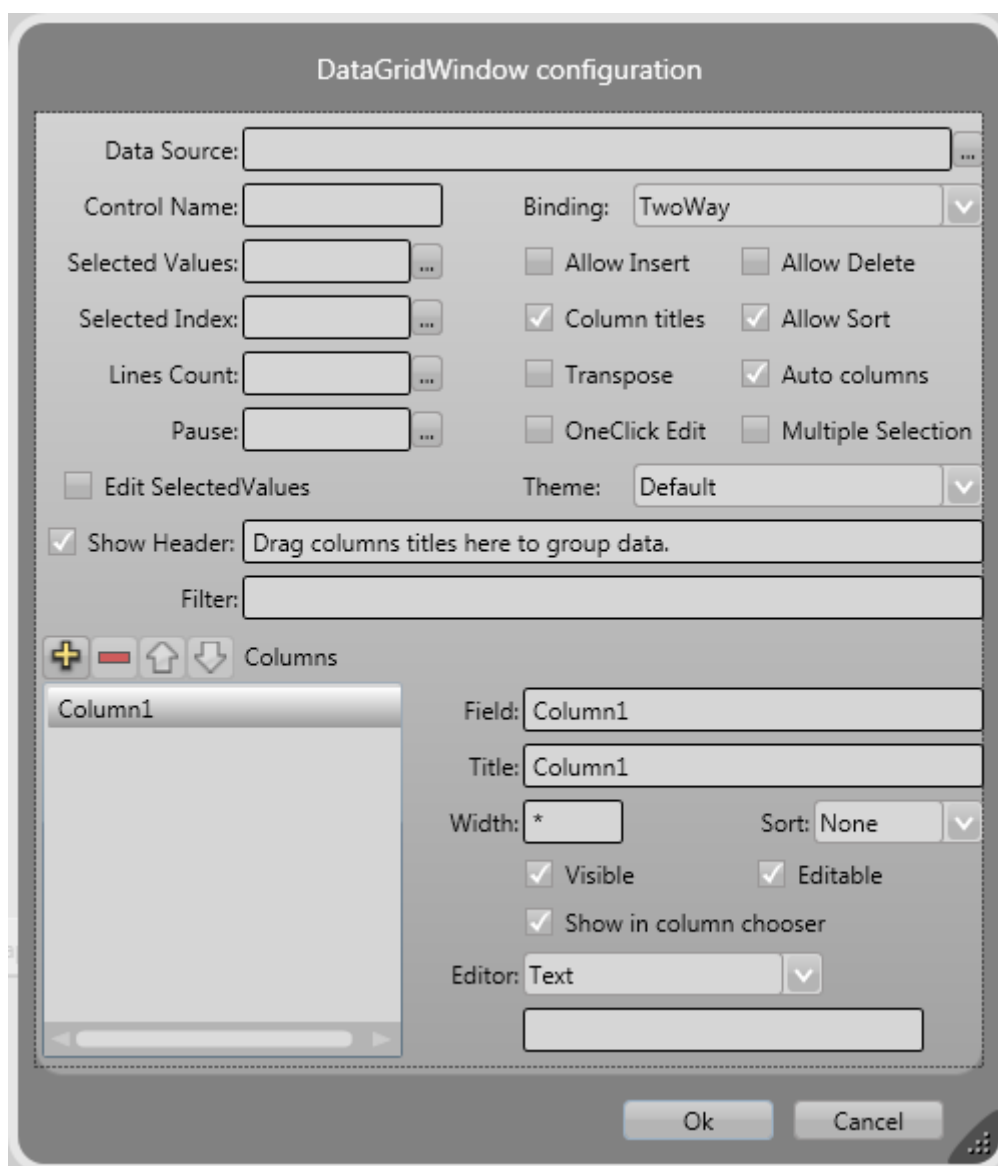 DataGridWindow configuration
Data Source: ...
Control Name: Binding: TwoWay
Selected Values: ... Allow Insert Allow Delete
Selected Index: ... Column titles Allow Sort
Lines Count: ... Transpose Auto columns
Pause: ... OneClick Edit Multiple Selection
Edit SelectedValues Theme: Default
Show Header: Drag columns titles here to group data.
Filter:
Columns
Column1 Field: Column1
Title: Column1
Width: * Sort: None
Visible Editable
Show in column chooser
Editor: Text
Ok Cancel